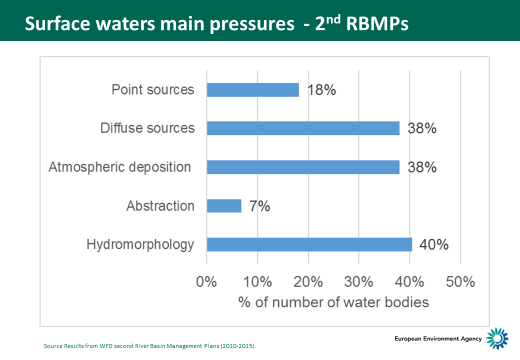 Surface waters main pressures - 2nd RBMPs
Point sources 18%
Diffuse sources 38%
Atmospheric deposition 38%
Abstraction 7%
Hydromorphology 40%
0% 10% 20% 30% 40% 50%
% of number of water bodies
European Environment Agency
Source Results from WFD second River Basin Management Plans (2010-2015).